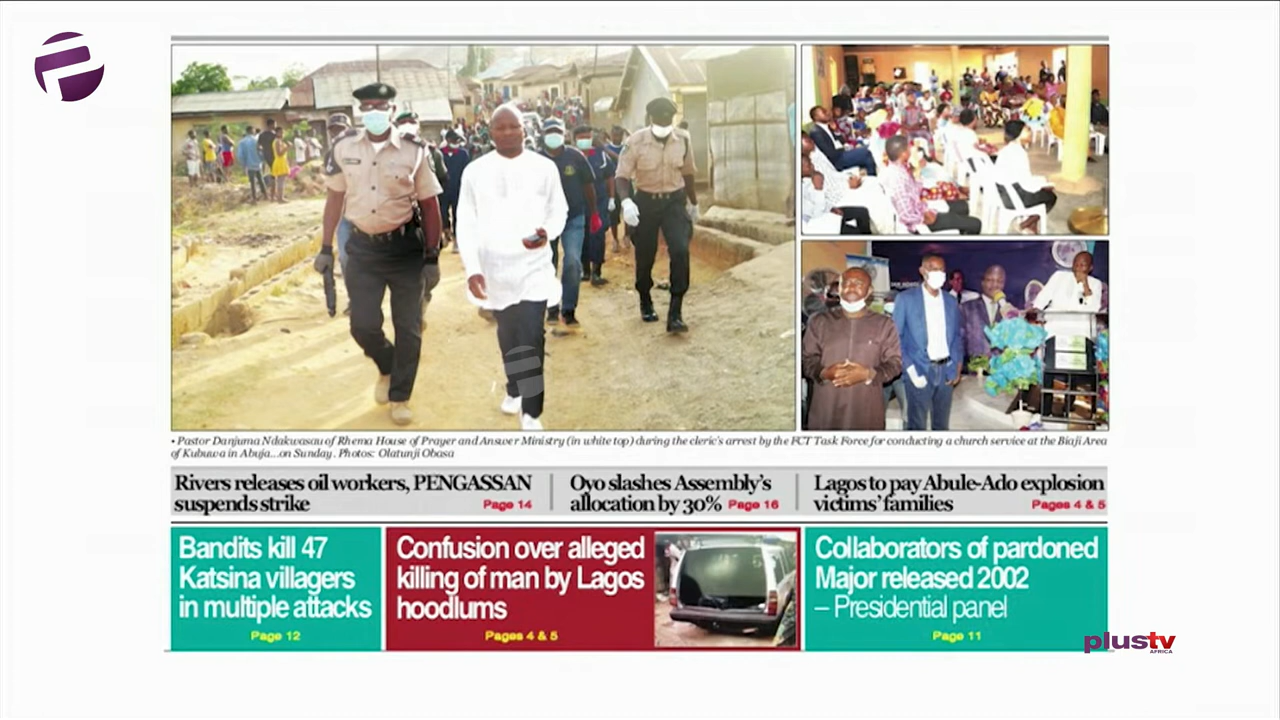 • Pastor Danjuma Ndakwasau of Rhema House of Prayer and Answer Ministry (in white top) during the cleric's arrest by the FCT Task Force for conducting a church service at the Biaji Area
of Kubuwa in Abuja...on Sunday. Photos: Olatunji Obasa
Rivers releases oil workers, PENGASSAN
suspends strike Page 14
Oyo slashes Assembly's
allocation by 30% Page 16
Lagos to pay Abule-Ado explosion
victims' families Pages 4 & 5
Bandits kill 47
Katsina villagers
in multiple attacks
Page 12
Confusion over alleged
killing of man by Lagos
hoodlums
Pages 4 & 5
Collaborators of pardoned
Major released 2002
– Presidential panel
Page 11
plustv
AFRICA